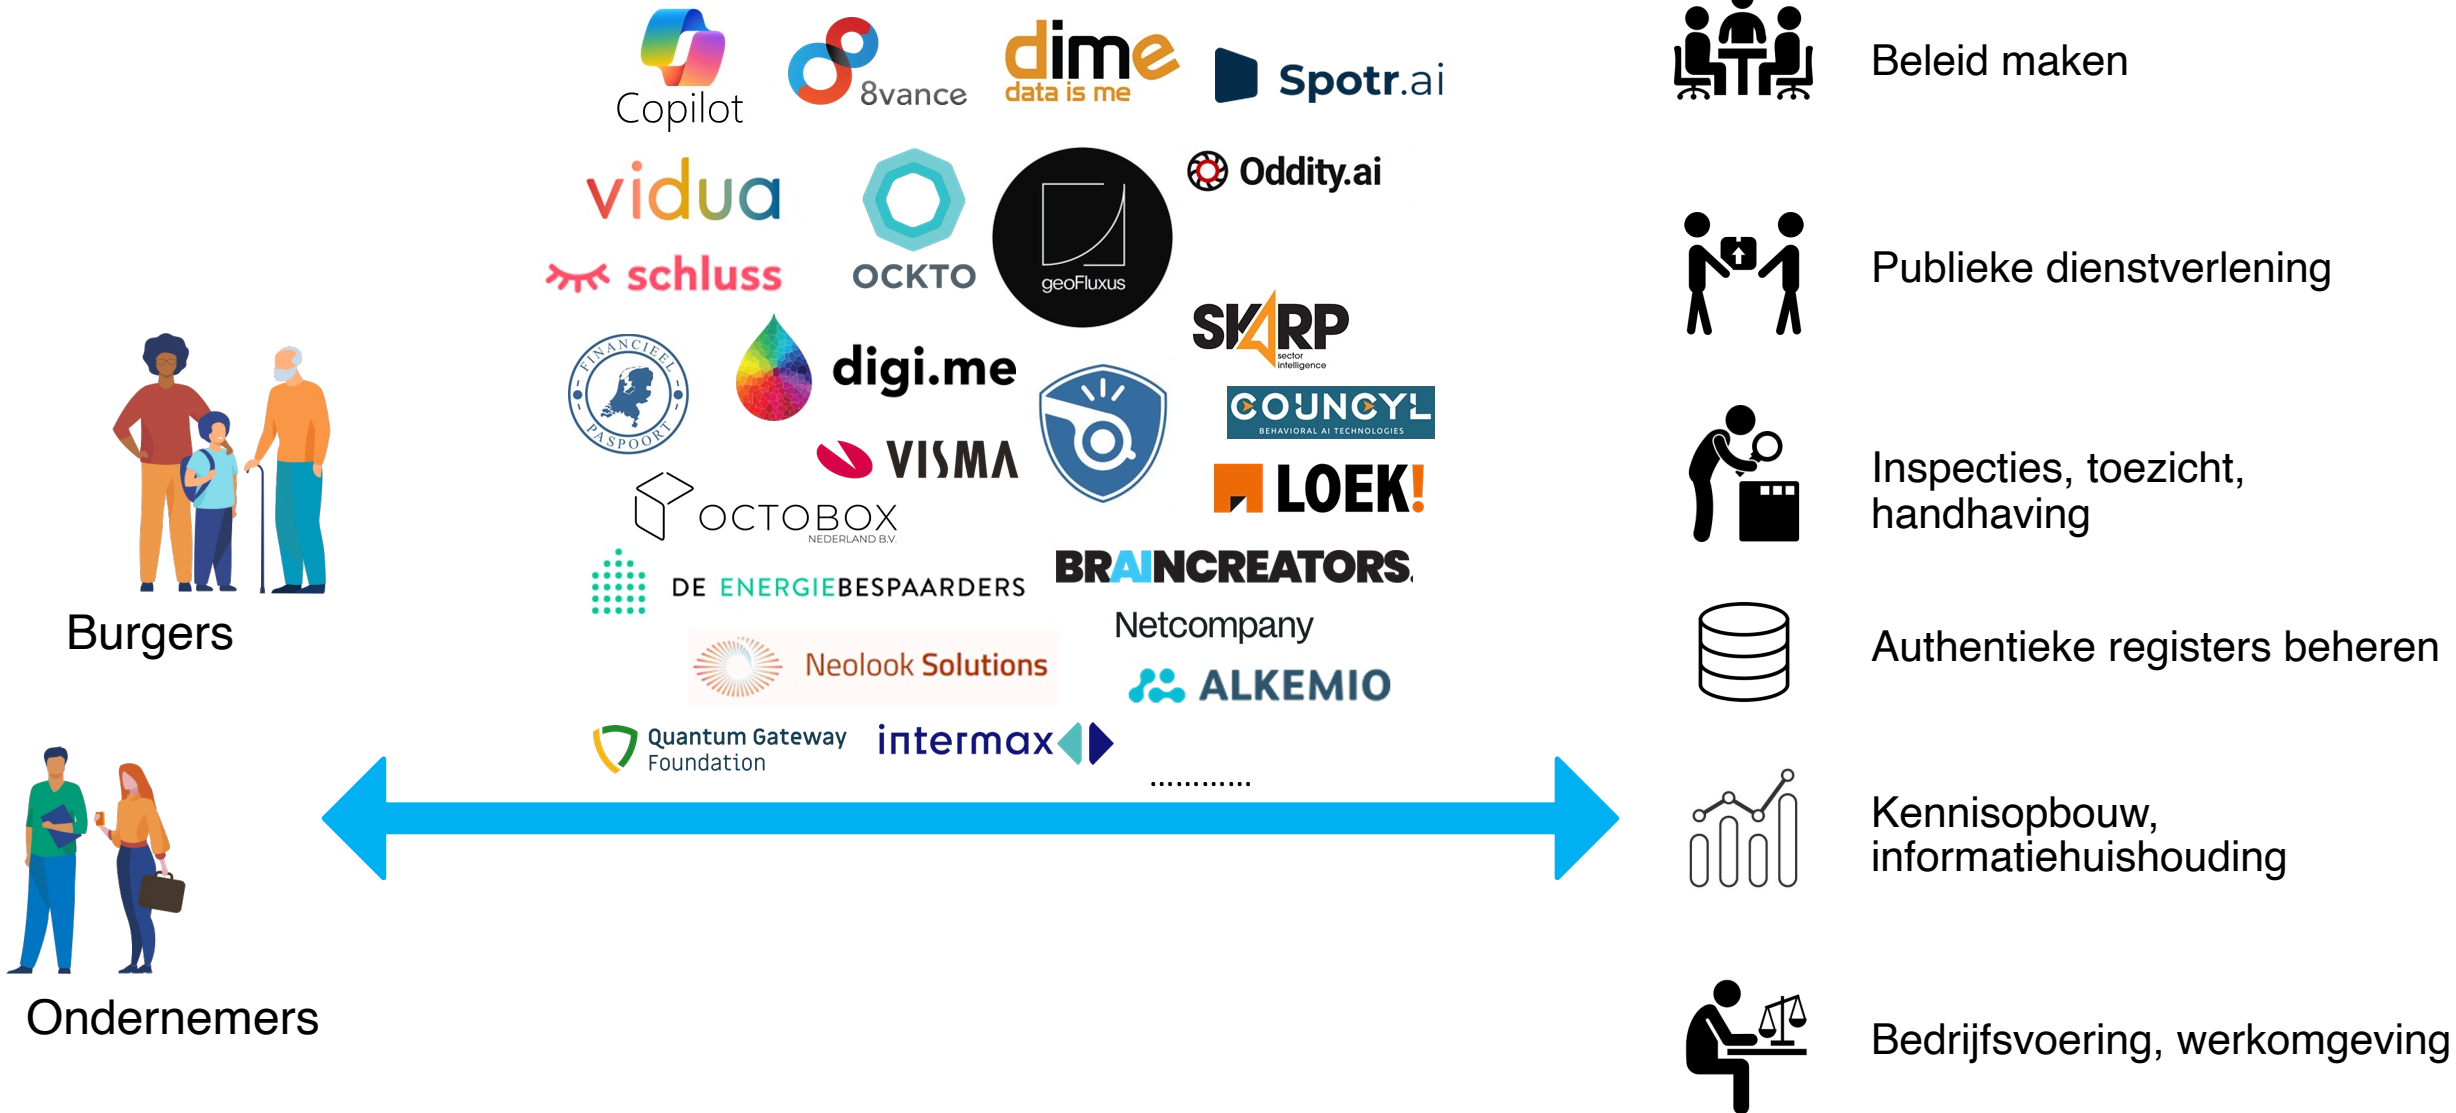 Copilot
8vance
dime
data is me
Spotr.ai
vidua
OCKTO
geoFluxus
Oddity.ai
schluss
SKARP
sector
intelligence
FINANCIEEL
PASPOORT
digi.me
COUNCYL
BEHAVIORAL AI TECHNOLOGIES
VISMA
LOEK!
OCTOBOX
NEDERLAND B.V.
DE ENERGIEBESPAARDERS
BRAINCREATORS.
Netcompany
Neolook Solutions
ALKEMIO
Quantum Gateway
Foundation
intermax
............
Burgers
Ondernemers
Beleid maken
Publieke dienstverlening
Inspecties, toezicht,
handhaving
Authentieke registers beheren
Kennisopbouw,
informatiehuishouding
Bedrijfsvoering, werkomgeving